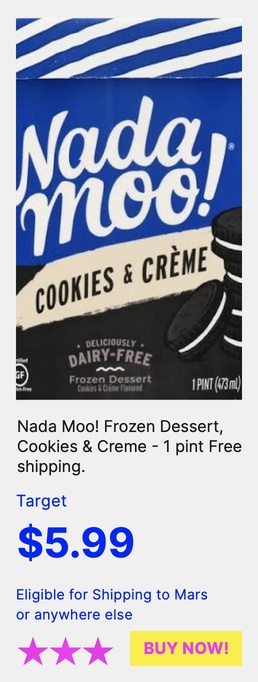 Nada
moo!®
COOKIES & CRÈME
DELICIOUSLY
DAIRY-FREE
Frozen Dessert
Cookies & Crème Flavored
GF
1 PINT (473 mL)
Nada Moo! Frozen Dessert,
Cookies & Creme - 1 pint Free
shipping.
Target
$5.99
Eligible for Shipping to Mars
or anywhere else
BUY NOW!